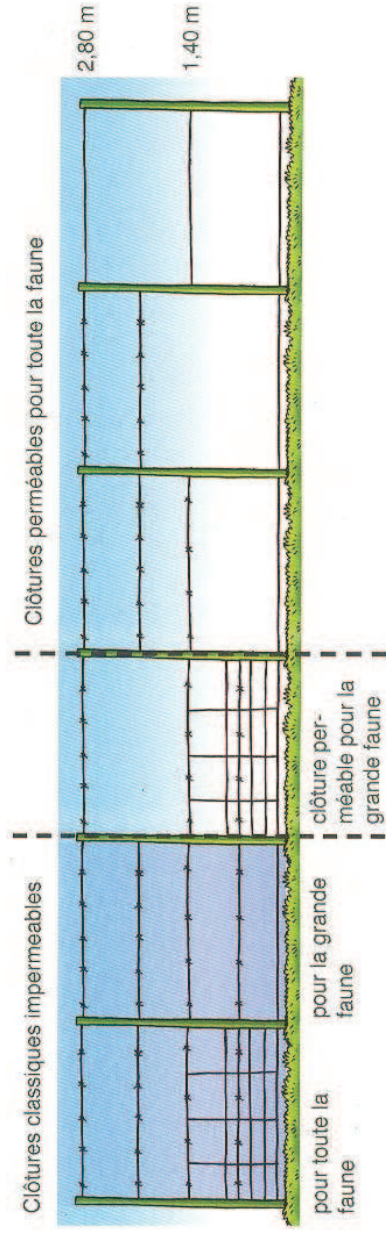 Clôtures classiques imperméables
Clôtures perméables pour toute la faune
2,80 m
1,40 m
pour toute la
faune
pour la grande
faune
clôture per-
méable pour la
grande faune